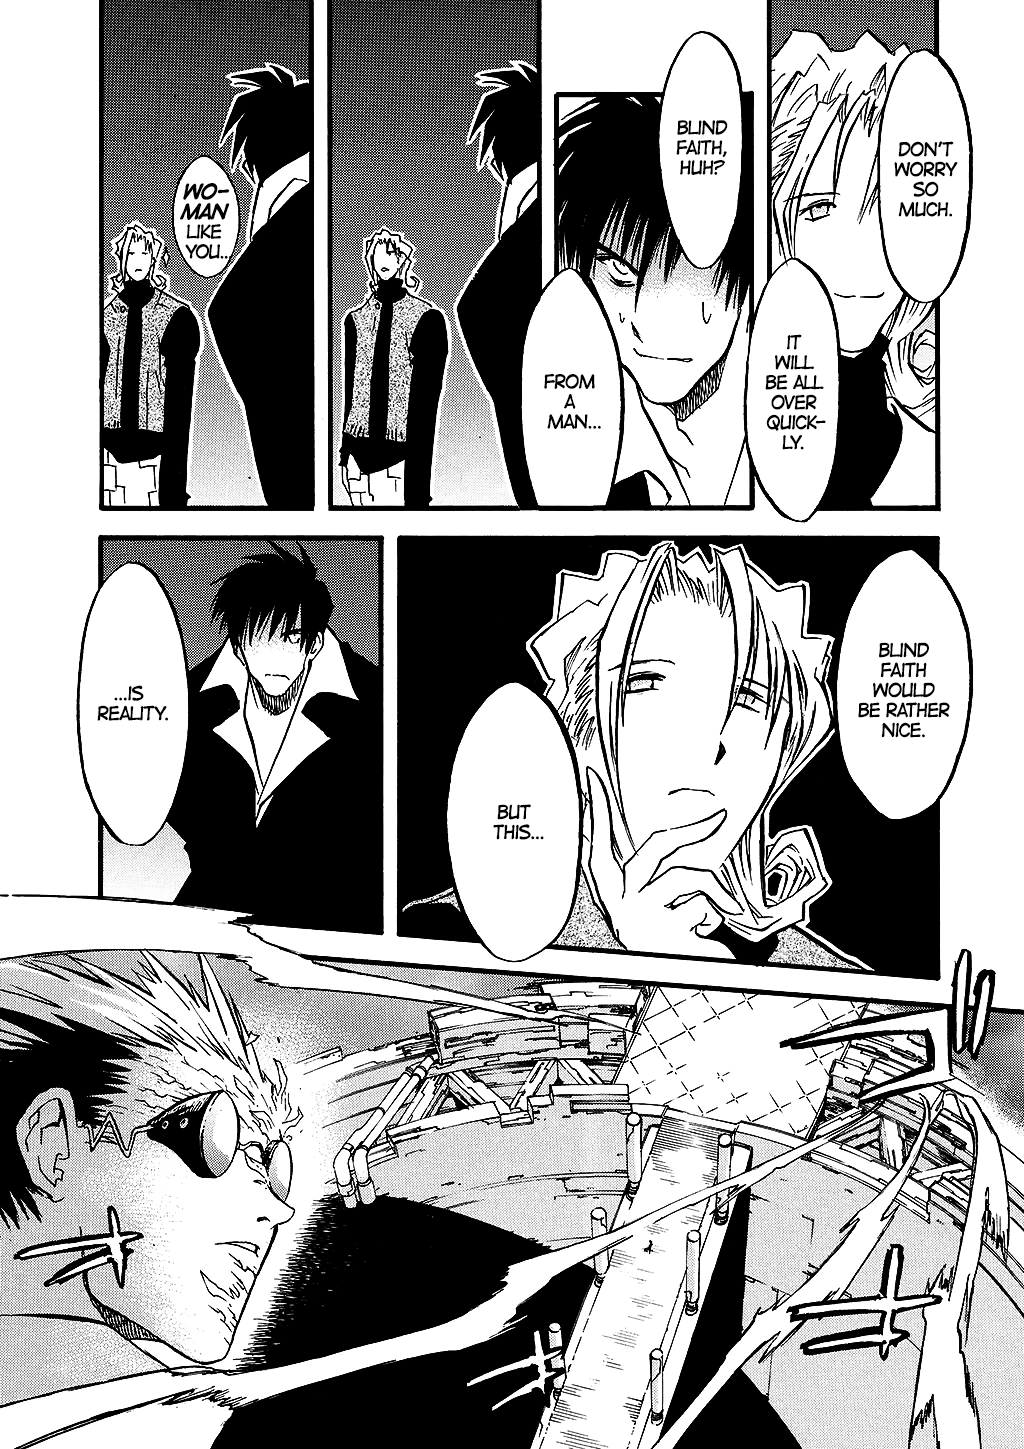 DON'T
WORRY
SO
MUCH.
IT
WILL
BE ALL
OVER
QUICK-
LY.
BLIND
FAITH,
HUH?
FROM
A
MAN...
WO-
MAN
LIKE
YOU..
BLIND
FAITH
WOULD
BE RATHER
NICE.
BUT
THIS...
...IS
REALITY.